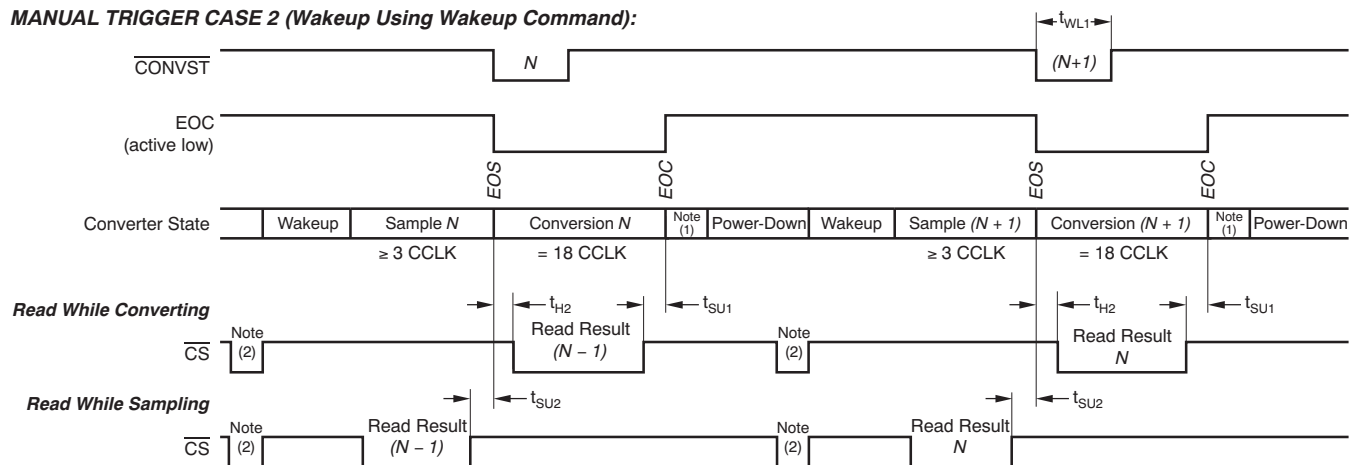 MANUAL TRIGGER CASE 2 (Wakeup Using Wakeup Command):
tWL1
CONVST
N
(N+1)
EOC
(active low)
EOS
EOC
EOS
EOC
Converter State
Wakeup
Sample N
Conversion N
Note
(1)
Power-Down
Wakeup
Sample (N + 1)
Conversion (N + 1)
Note
(1)
Power-Down
≥ 3 CCLK
= 18 CCLK
≥ 3 CCLK
= 18 CCLK
Read While Converting
tH2
tSU1
tH2
tSU1
CS
Note
(2)
Read Result
(N − 1)
Note
(2)
Read Result
N
Read While Sampling
tSU2
tSU2
CS
Note
(2)
Read Result
(N − 1)
Note
(2)
Read Result
N